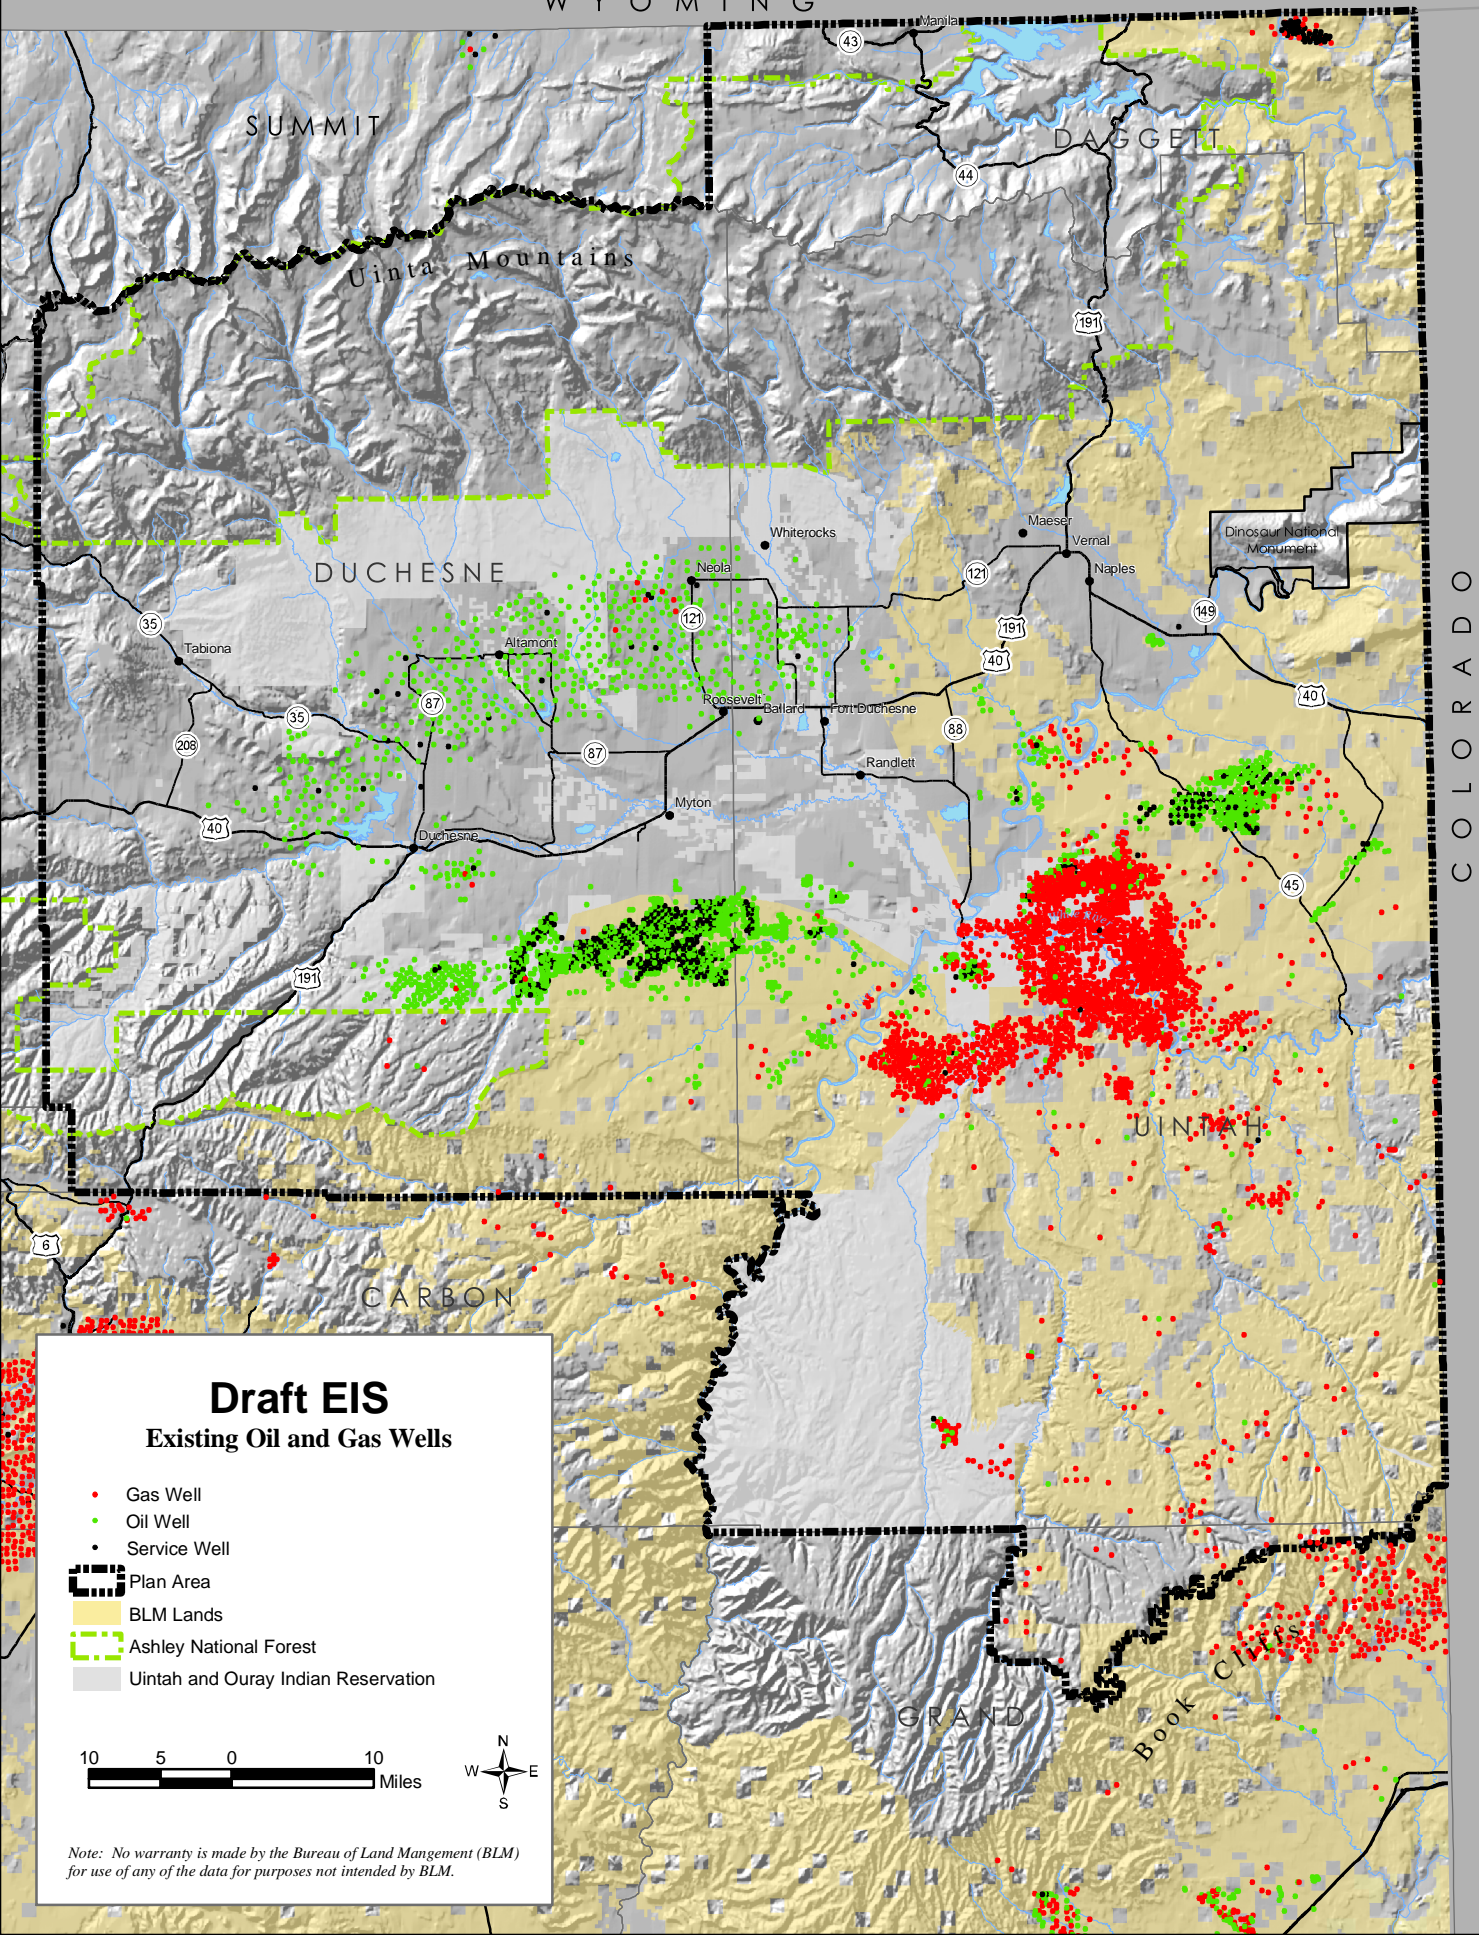 WYOMING
Manila
43
SUMMIT
DAGGETT
44
Uinta Mountains
191
Whiterocks
Maeser
Vernal
Dinosaur National
Monument
DUCHESNE
Neola
121
Naples
COLORADO
35
121
149
191
Tabiona
Altamont
40
87
Roosevelt
Ballard
Fort Duchesne
40
35
208
87
88
Randlett
Myton
40
Duchesne
45
White River
191
UINTAH
6
CARBON
Draft EIS
Existing Oil and Gas Wells
Gas Well
Oil Well
Service Well
Plan Area
BLM Lands
Ashley National Forest
Uintah and Ouray Indian Reservation
Book Cliffs
GRAND
10 5 0 10
Miles
N
W E
S
Note: No warranty is made by the Bureau of Land Mangement (BLM)
for use of any of the data for purposes not intended by BLM.